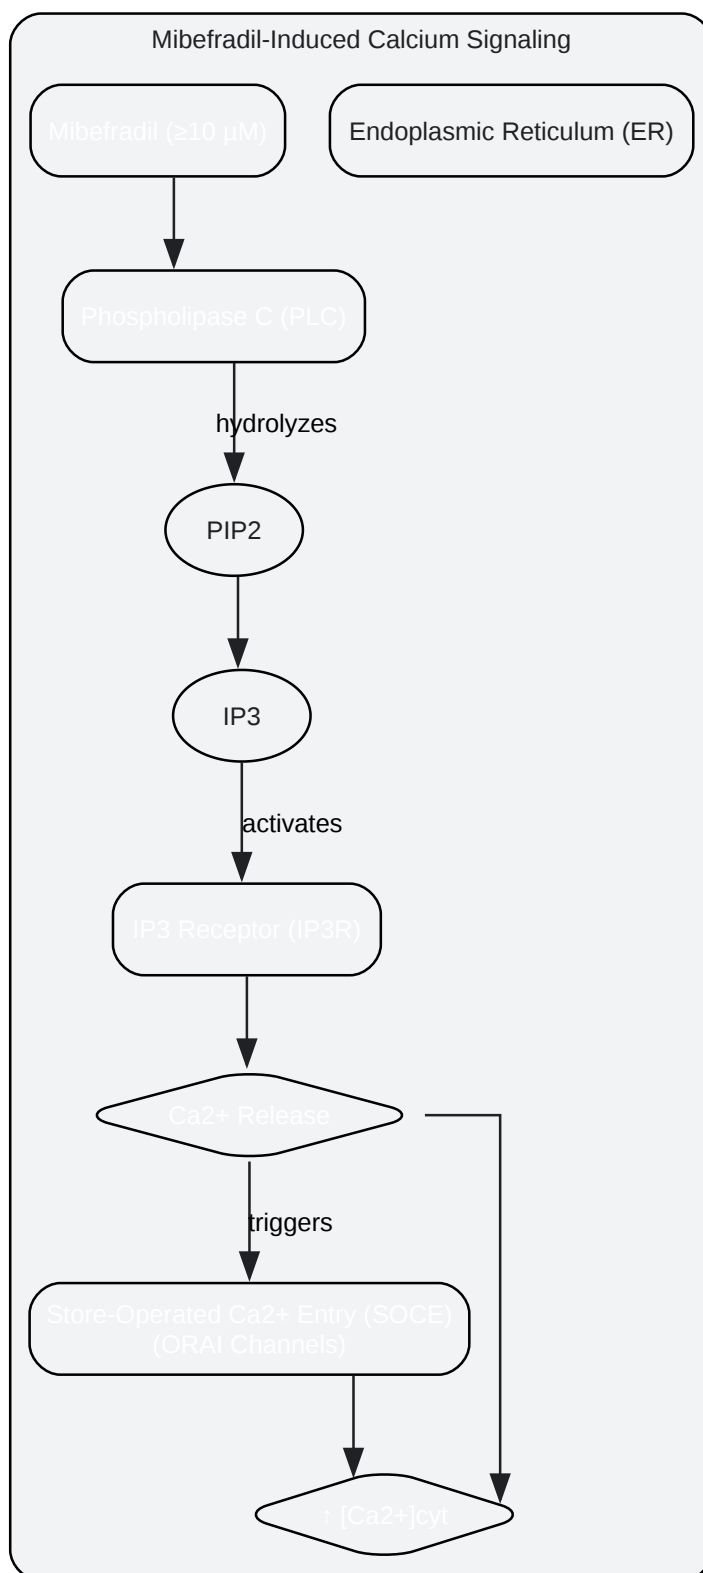 Mibefradil-Induced Calcium Signaling
Mibefradil (≥10 µM)
Endoplasmic Reticulum (ER)
Phospholipase C (PLC)
hydrolyzes
PIP2
IP3
activates
IP3 Receptor (IP3R)
Ca2+ Release
triggers
Store-Operated Ca2+ Entry (SOCE)
(ORAI Channels)
↑ [Ca2+]cyt